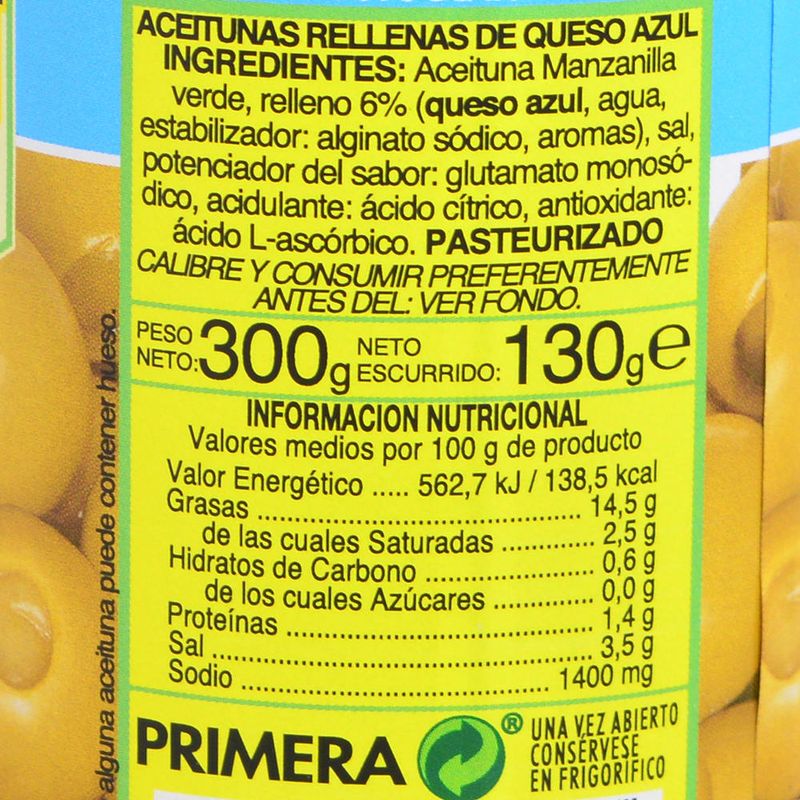 ACEITUNAS RELLENAS DE QUESO AZUL
INGREDIENTES: Aceituna Manzanilla
verde, relleno 6% (queso azul, agua,
estabilizador: alginato sódico, aromas), sal,
potenciador del sabor: glutamato monosó-
dico, acidulante: ácido cítrico, antioxidante:
ácido L-ascórbico. PASTEURIZADO
CALIBRE Y CONSUMIR PREFERENTEMENTE
ANTES DEL: VER FONDO.
PESO NETO: 300g NETO ESCURRIDO: 130g e
INFORMACION NUTRICIONAL
Valores medios por 100 g de producto
Valor Energético ..... 562,7 kJ / 138,5 kcal
Grasas ........................................ 14,5 g
de las cuales Saturadas ............ 2,5 g
Hidratos de Carbono ..................... 0,6 g
de los cuales Azúcares ............. 0,0 g
Proteínas ...................................... 1,4 g
Sal ............................................... 3,5 g
Sodio ...................................... 1400 mg
PRIMERA ®
UNA VEZ ABIERTO
CONSÉRVESE
EN FRIGORÍFICO
alguna aceituna puede contener hueso.